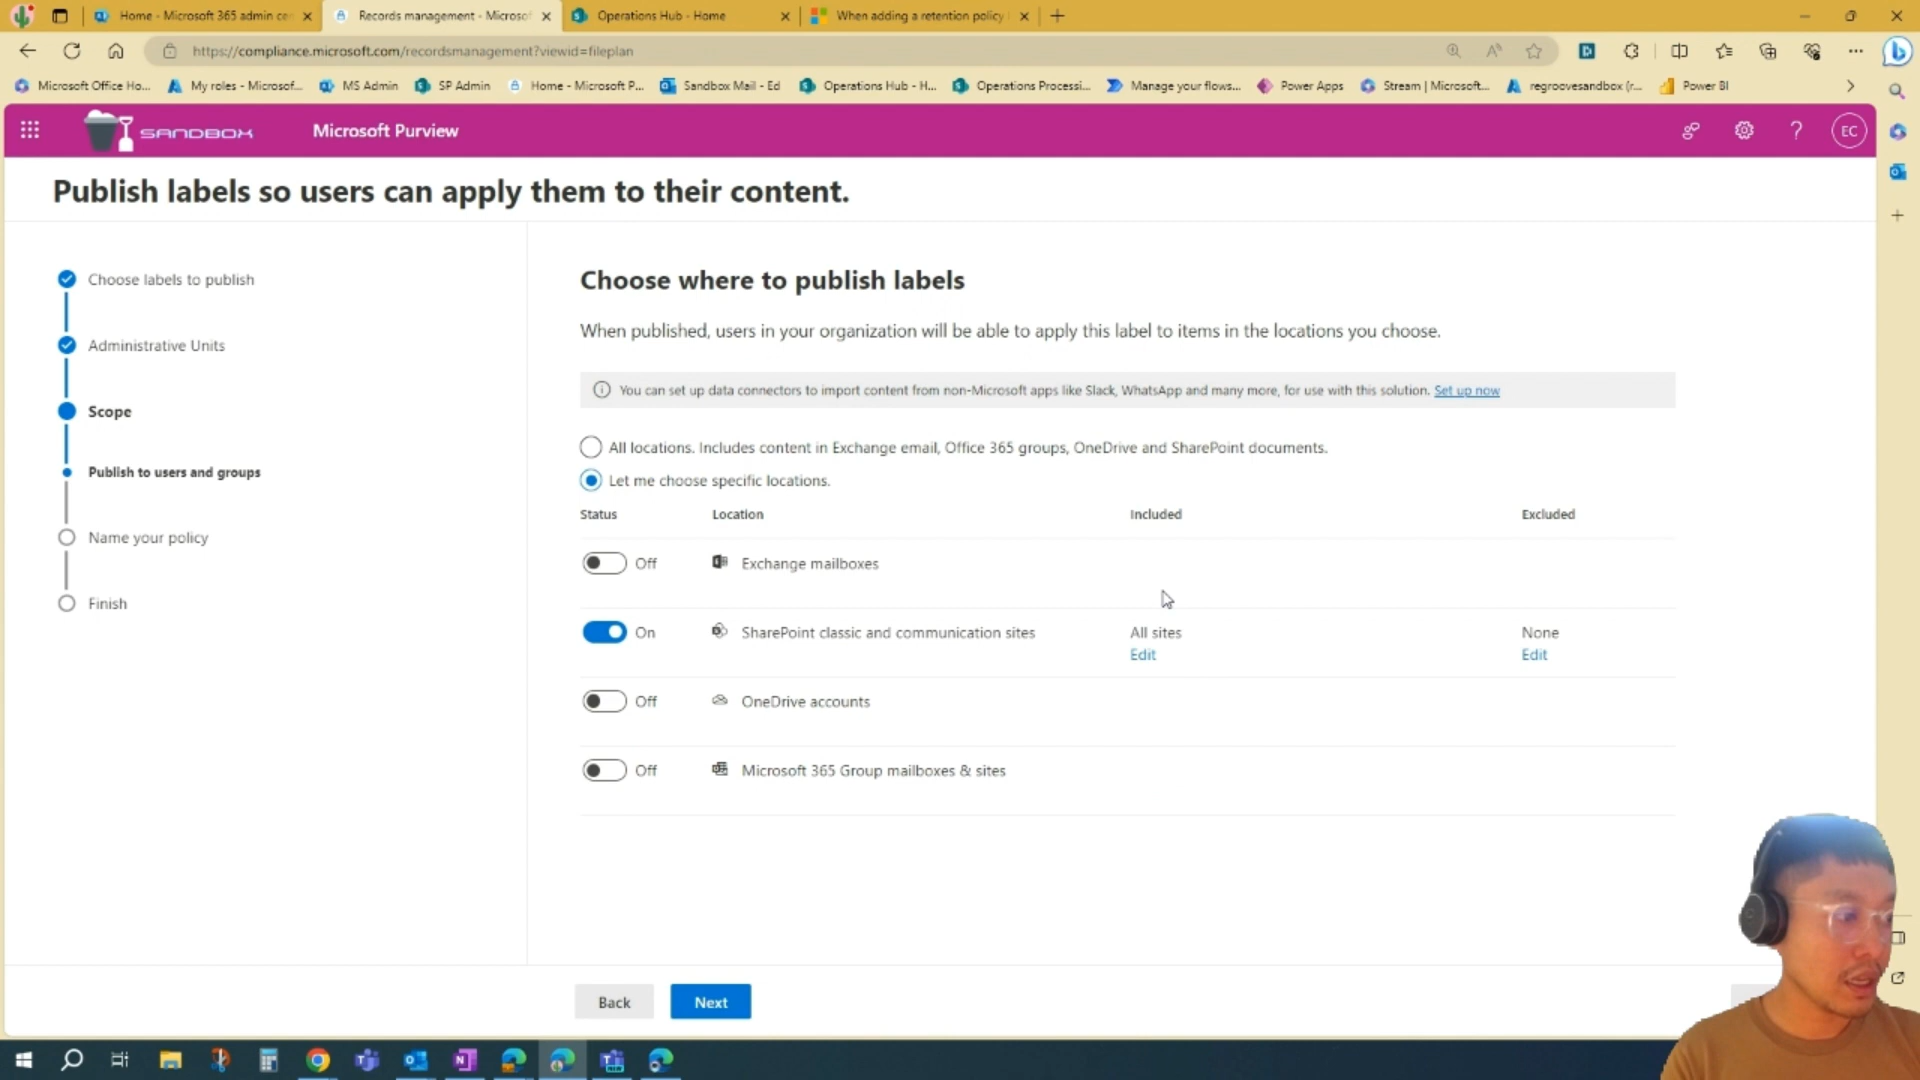 Home - Microsoft 365 admin ce
Records management - Microsof
Operations Hub - Home
When adding a retention policy
https://compliance.microsoft.com/recordsmanagement?viewid=fileplan
Microsoft Office Ho...
My roles - Microsof...
MS Admin
SP Admin
Home - Microsoft P...
Sandbox Mail - Ed
Operations Hub - H...
Operations Processi...
Manage your flows...
Power Apps
Stream | Microsoft...
regroovesandbox (r...
Power BI
SANDBOX
Microsoft Purview
EC
Publish labels so users can apply them to their content.
Choose labels to publish
Administrative Units
Scope
Publish to users and groups
Name your policy
Finish
Choose where to publish labels
When published, users in your organization will be able to apply this label to items in the locations you choose.
You can set up data connectors to import content from non-Microsoft apps like Slack, WhatsApp and many more, for use with this solution. Set up now
All locations. Includes content in Exchange email, Office 365 groups, OneDrive and SharePoint documents.
Let me choose specific locations.
Status Location Included Excluded
Off Exchange mailboxes
On SharePoint classic and communication sites All sites None
Edit Edit
Off OneDrive accounts
Off Microsoft 365 Group mailboxes & sites
Back Next